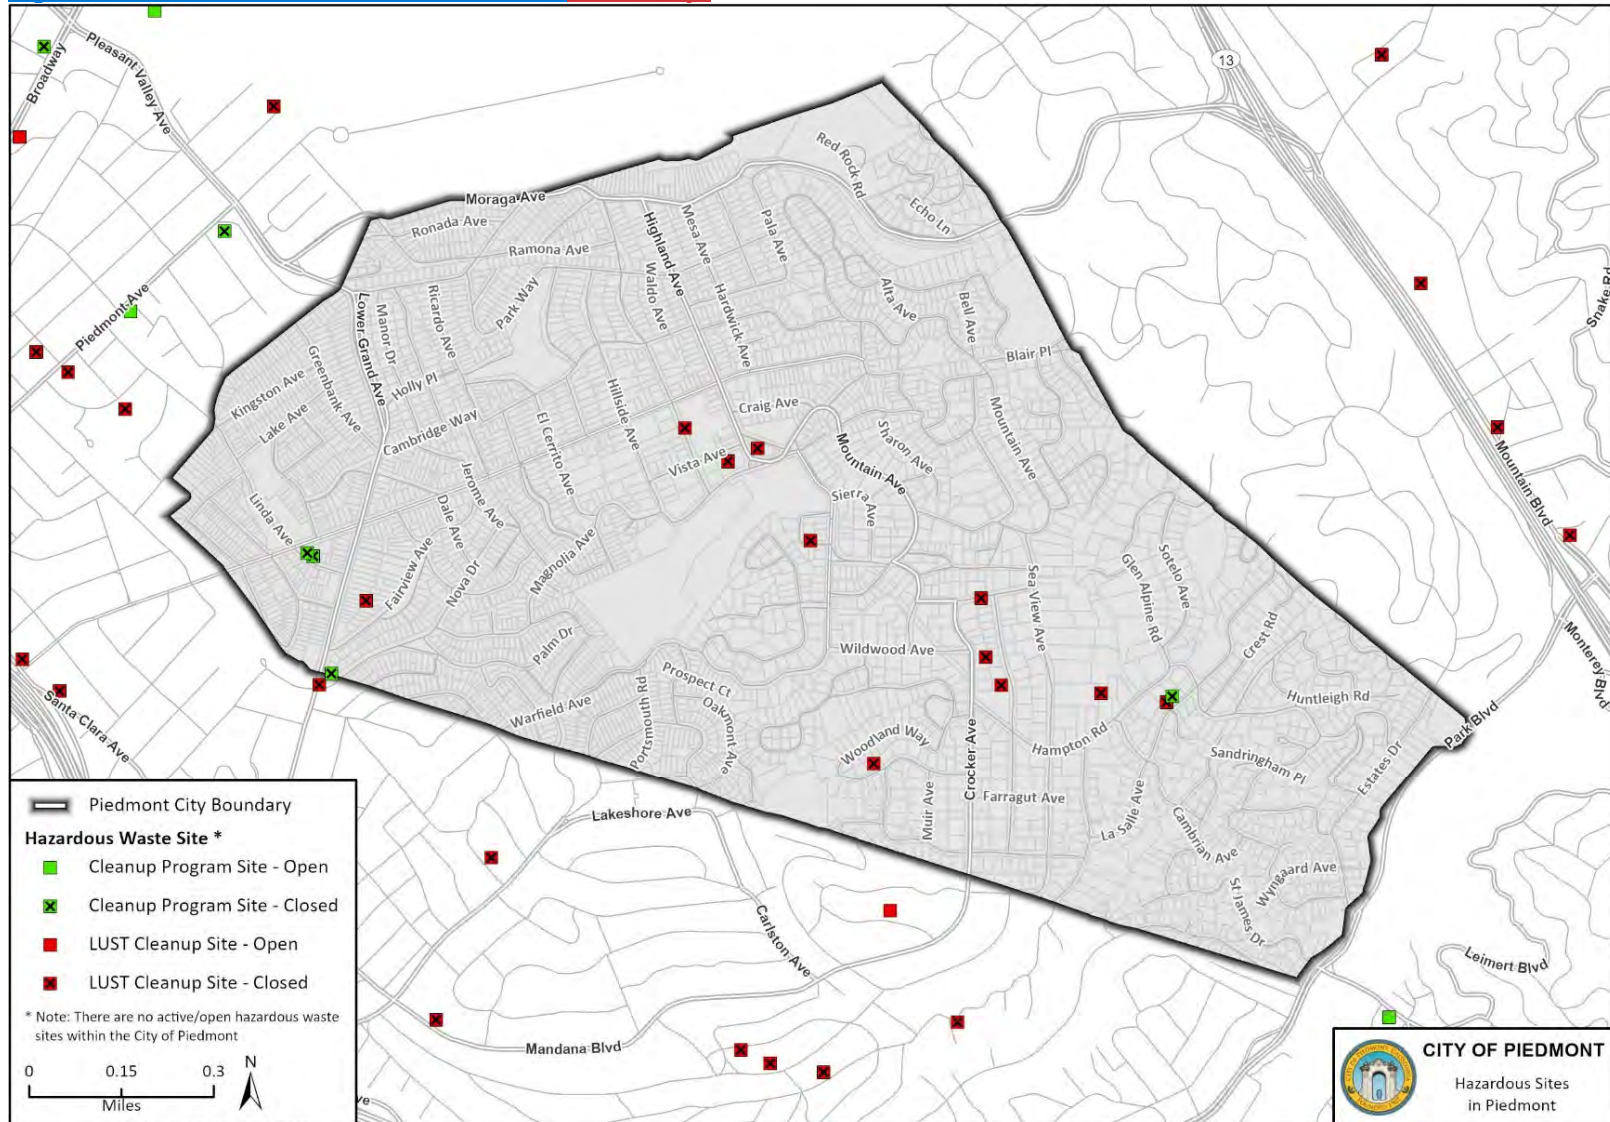 Broadway
Pleasant Valley Ave
13
Red Rock Rd
Echo Ln
Moraga Ave
Ronada Ave
Ramona Ave
Highland Ave
Mesa Ave
Pala Ave
Piedmont Ave
Lower Grand Ave
Manor Dr
Ricardo Ave
Park Way
Waldo Ave
Hardwick Ave
Alta Ave
Bell Ave
Blair Pl
Snake Rd
Kingston Ave
Greenbank Ave
Lake Ave
Holly Pl
Cambridge Way
Hillside Ave
El Cerrito Ave
Craig Ave
Vista Ave
Mountain Ave
Sharon Ave
Mountain Ave
Mountain Blvd
Linda Ave
Jerome Ave
Dale Ave
Sierra Ave
Fairview Ave
Nova Dr
Magnolia Ave
Sea View Ave
Glen Alpine Rd
Sotelo Ave
Crest Rd
Monterey Blvd
Palm Dr
Wildwood Ave
Prospect Ct
Portsmouth Rd
Oakmont Ave
Warfield Ave
Santa Clara Ave
Huntleigh Rd
Park Blvd
Woodland Way
Crocker Ave
Hampton Rd
Sandringham Pl
Estates Dr
Muir Ave
Farragut Ave
La Salle Ave
Cambrian Ave
Wyngaard Ave
St James Dr
Lakeshore Ave
Carlston Ave
Leimert Blvd
Mandana Blvd
ve
Piedmont City Boundary
Hazardous Waste Site *
Cleanup Program Site - Open
Cleanup Program Site - Closed
LUST Cleanup Site - Open
LUST Cleanup Site - Closed
* Note: There are no active/open hazardous waste
sites within the City of Piedmont
0 0.15 0.3
Miles
N
CITY OF PIEDMONT
Hazardous Sites
in Piedmont